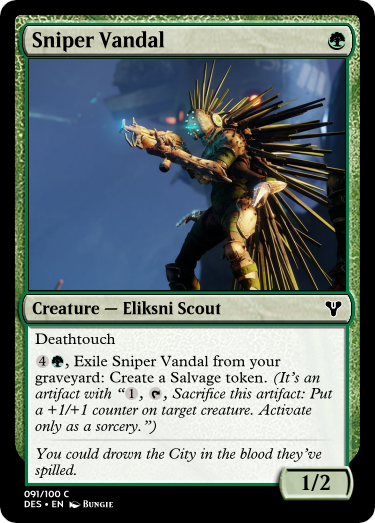 Sniper Vandal
Creature — Eliksni Scout
Deathtouch
4, Exile Sniper Vandal from your
graveyard: Create a Salvage token. (It's an
artifact with “1, , Sacrifice this artifact: Put
a +1/+1 counter on target creature. Activate
only as a sorcery.”)
You could drown the City in the blood they've
spilled.
1/2
091/100 C
DES • EN Bungie